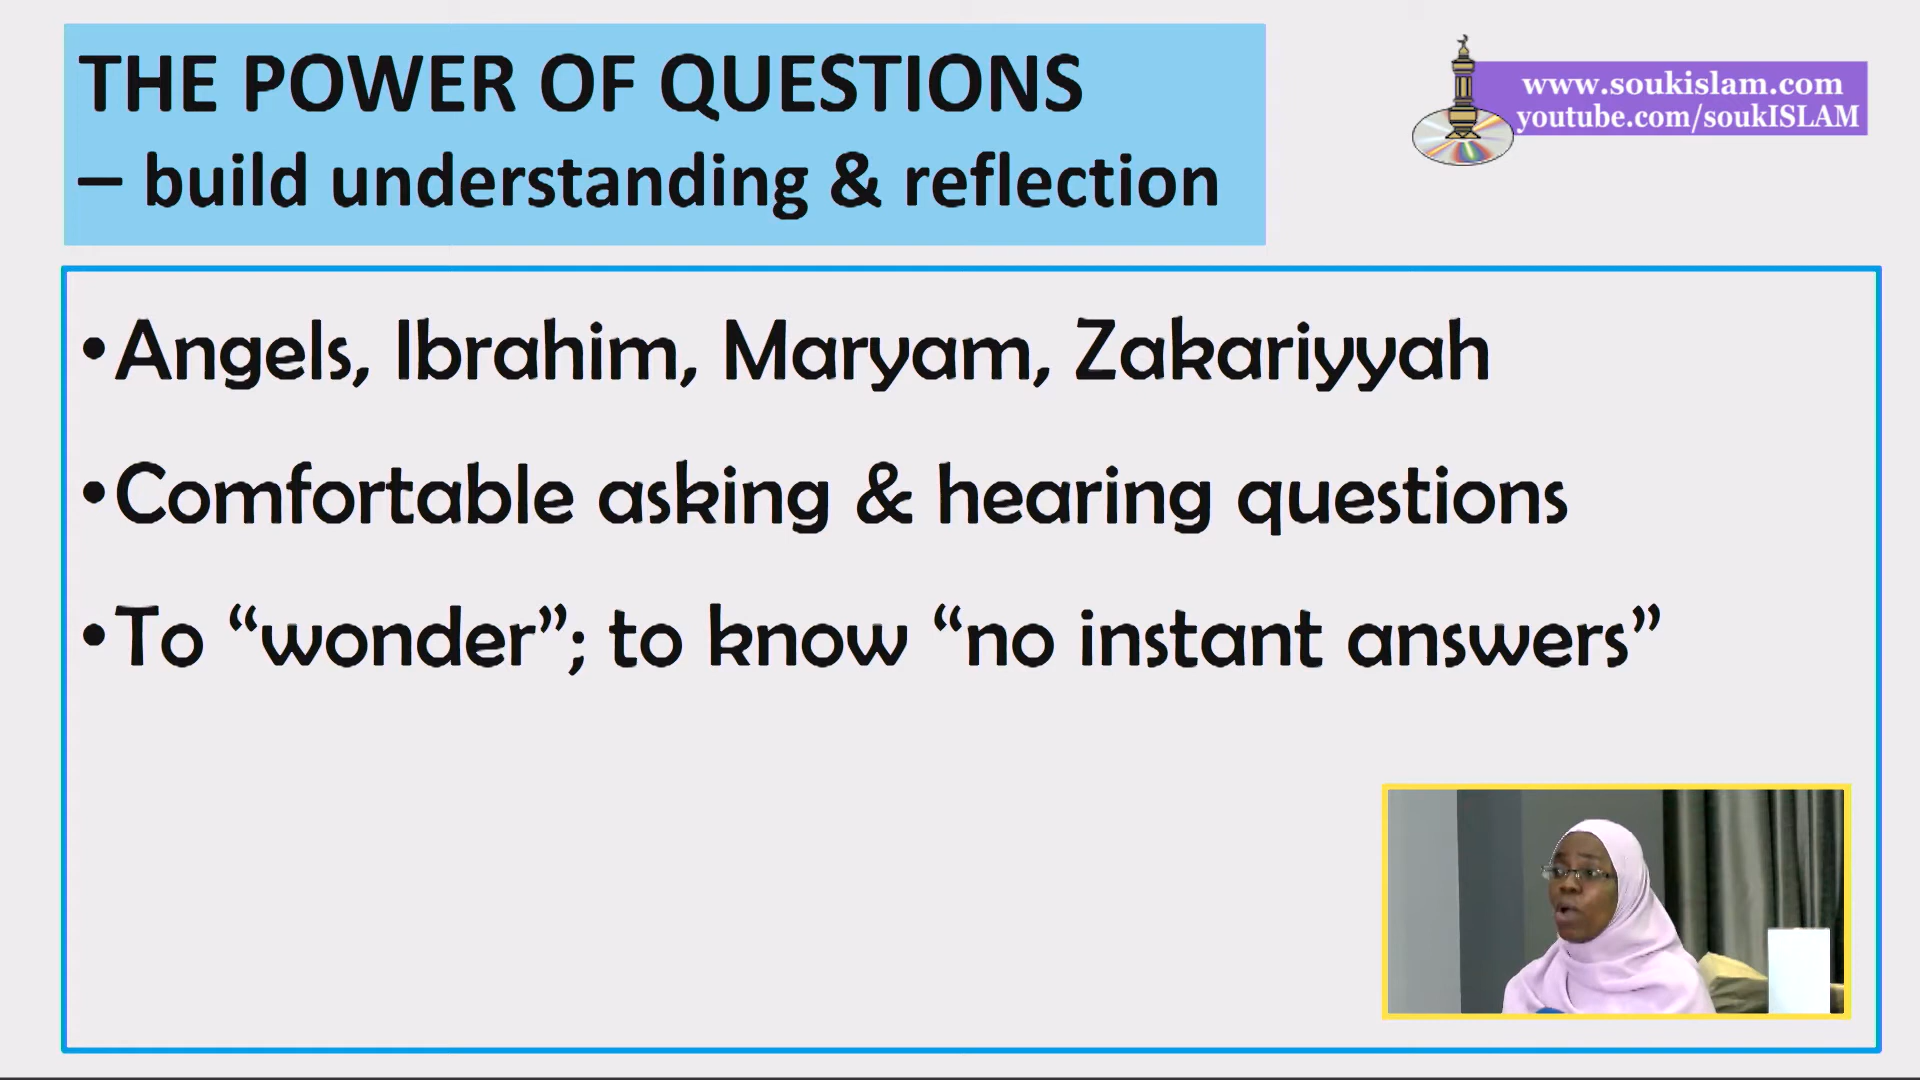 THE POWER OF QUESTIONS
– build understanding & reflection
www.soukislam.com
youtube.com/soukISLAM
•Angels, Ibrahim, Maryam, Zakariyyah
•Comfortable asking & hearing questions
•To “wonder”; to know “no instant answers”